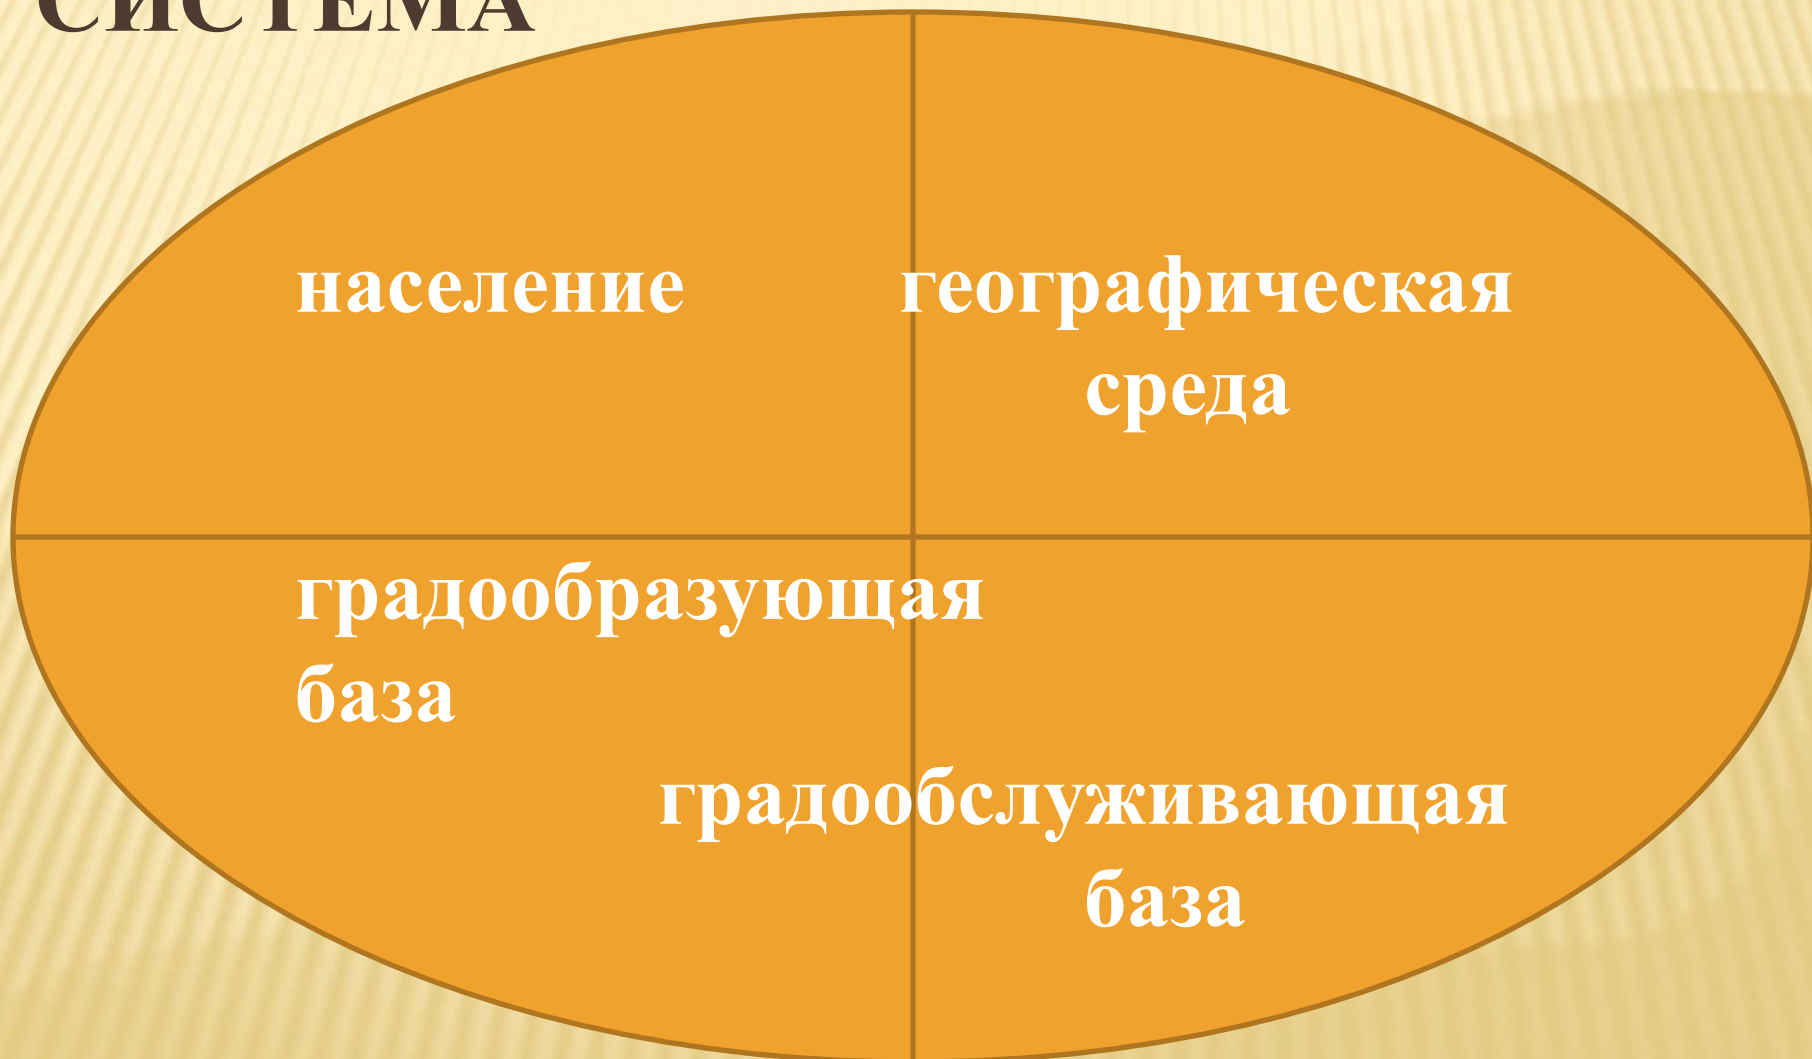 СИСТЕМА
население географическая
среда
градообразующая
база
градообслуживающая
база